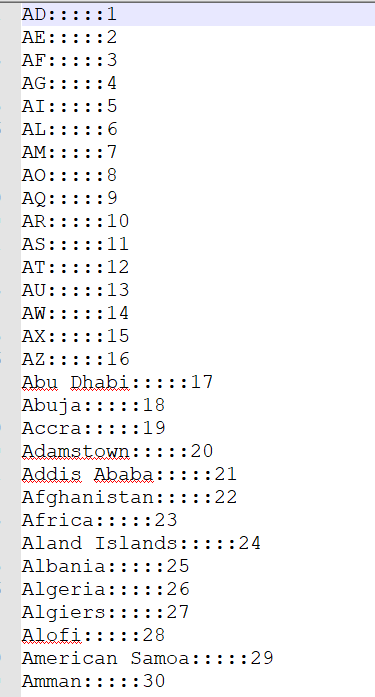 AD:::::1
AE:::::2
AF:::::3
AG:::::4
AI:::::5
AL:::::6
AM:::::7
AO:::::8
AQ:::::9
AR:::::10
AS:::::11
AT:::::12
AU:::::13
AW:::::14
AX:::::15
AZ:::::16
Abu Dhabi:::::17
Abuja:::::18
Accra:::::19
Adamstown:::::20
Addis Ababa:::::21
Afghanistan:::::22
Africa:::::23
Aland Islands:::::24
Albania:::::25
Algeria:::::26
Algiers:::::27
Alofi:::::28
American Samoa:::::29
Amman:::::30